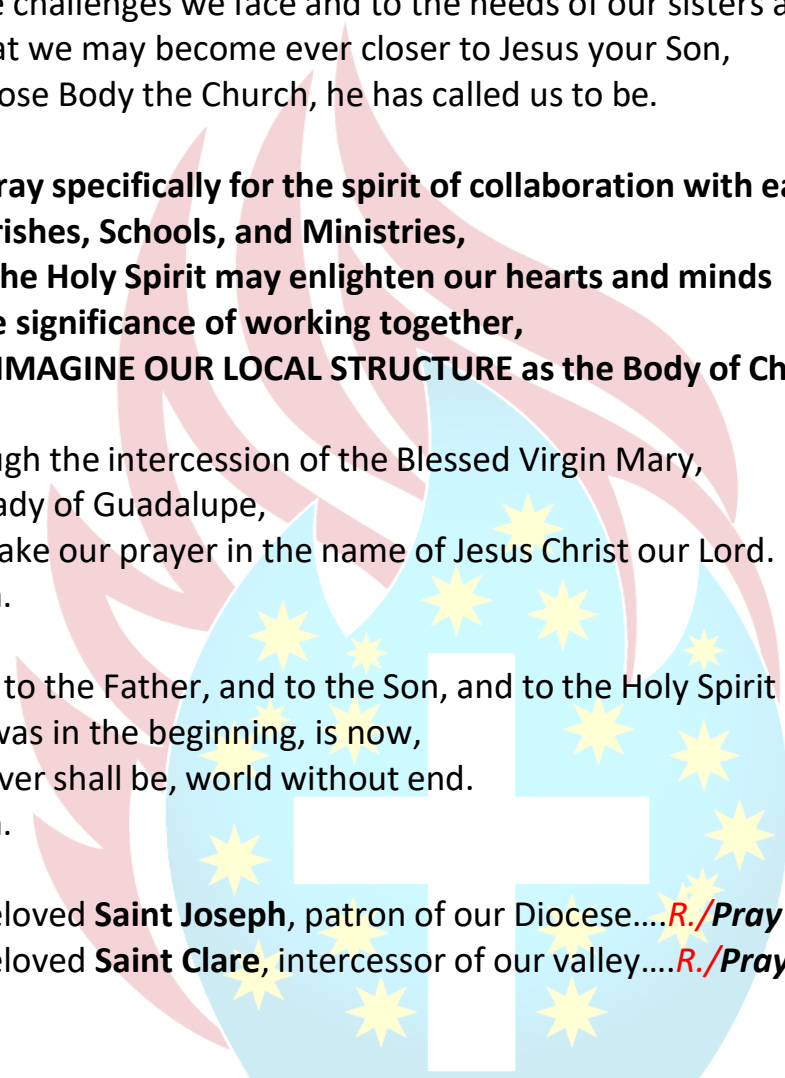 challenges we face and to the needs of our sisters a
at we may become ever closer to Jesus your Son,
ose Body the Church, he has called us to be.
ray specifically for the spirit of collaboration with ea
rishes, Schools, and Ministries,
he Holy Spirit may enlighten our hearts and minds
e significance of working together,
IMAGINE OUR LOCAL STRUCTURE as the Body of Ch
ugh the intercession of the Blessed Virgin Mary,
ady of Guadalupe,
ake our prayer in the name of Jesus Christ our Lord.
.
to the Father, and to the Son, and to the Holy Spirit
was in the beginning, is now,
ver shall be, world without end.
.
eloved Saint Joseph, patron of our Diocese....R./Pray
eloved Saint Clare, intercessor of our valley....R./Pray